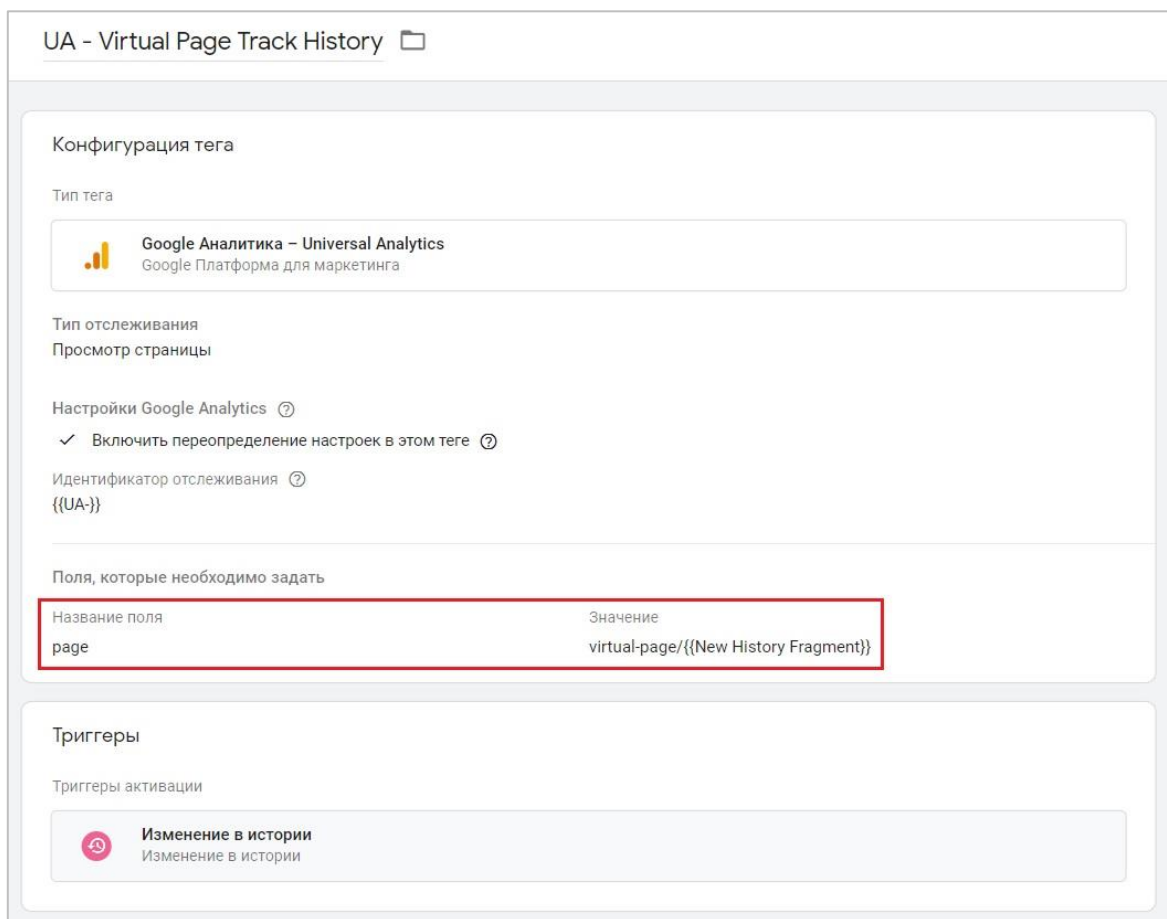 UA - Virtual Page Track History
Конфигурация тега
Тип тега
Google Аналитика – Universal Analytics
Google Платформа для маркетинга
Тип отслеживания
Просмотр страницы
Настройки Google Analytics
Включить переопределение настроек в этом теге
Идентификатор отслеживания
{{UA-}}
Поля, которые необходимо задать
Название поля Значение
page virtual-page/{{New History Fragment}}
Триггеры
Триггеры активации
Изменение в истории
Изменение в истории